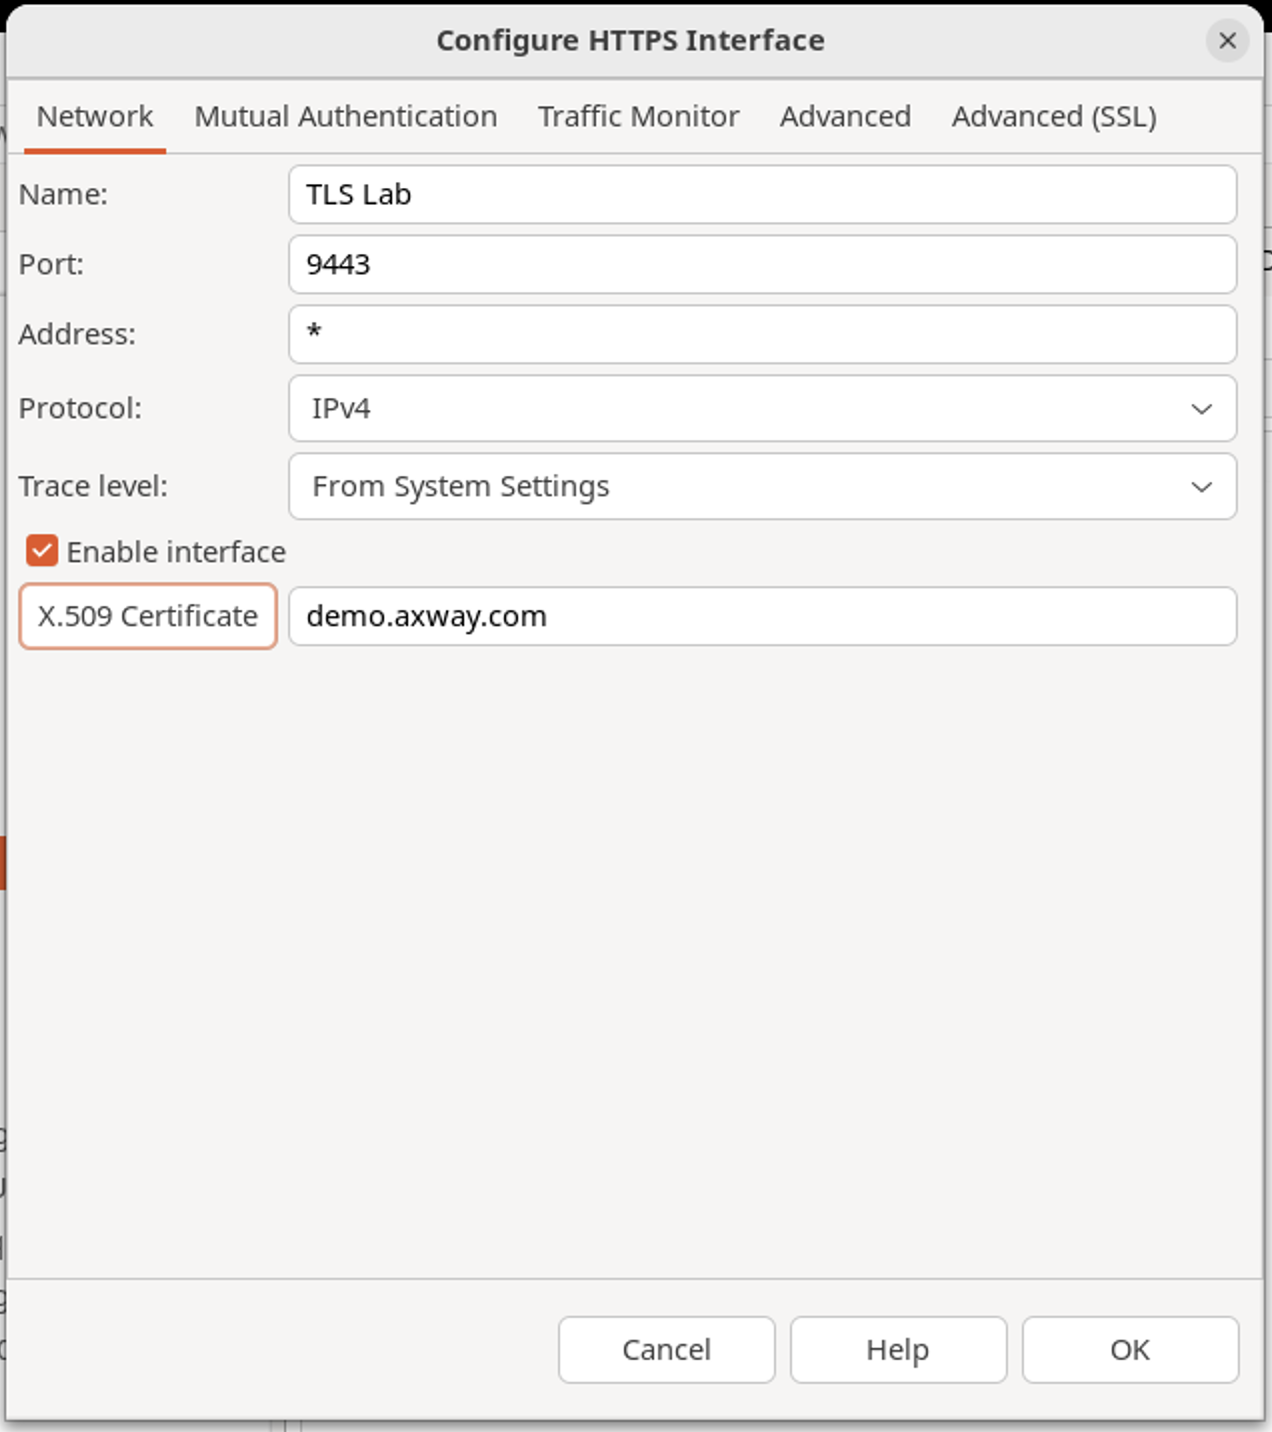 Configure HTTPS Interface
Network Mutual Authentication Traffic Monitor Advanced Advanced (SSL)
Name: TLS Lab
Port: 9443
Address: *
Protocol: IPv4
Trace level: From System Settings
Enable interface
X.509 Certificate demo.axway.com
Cancel Help OK